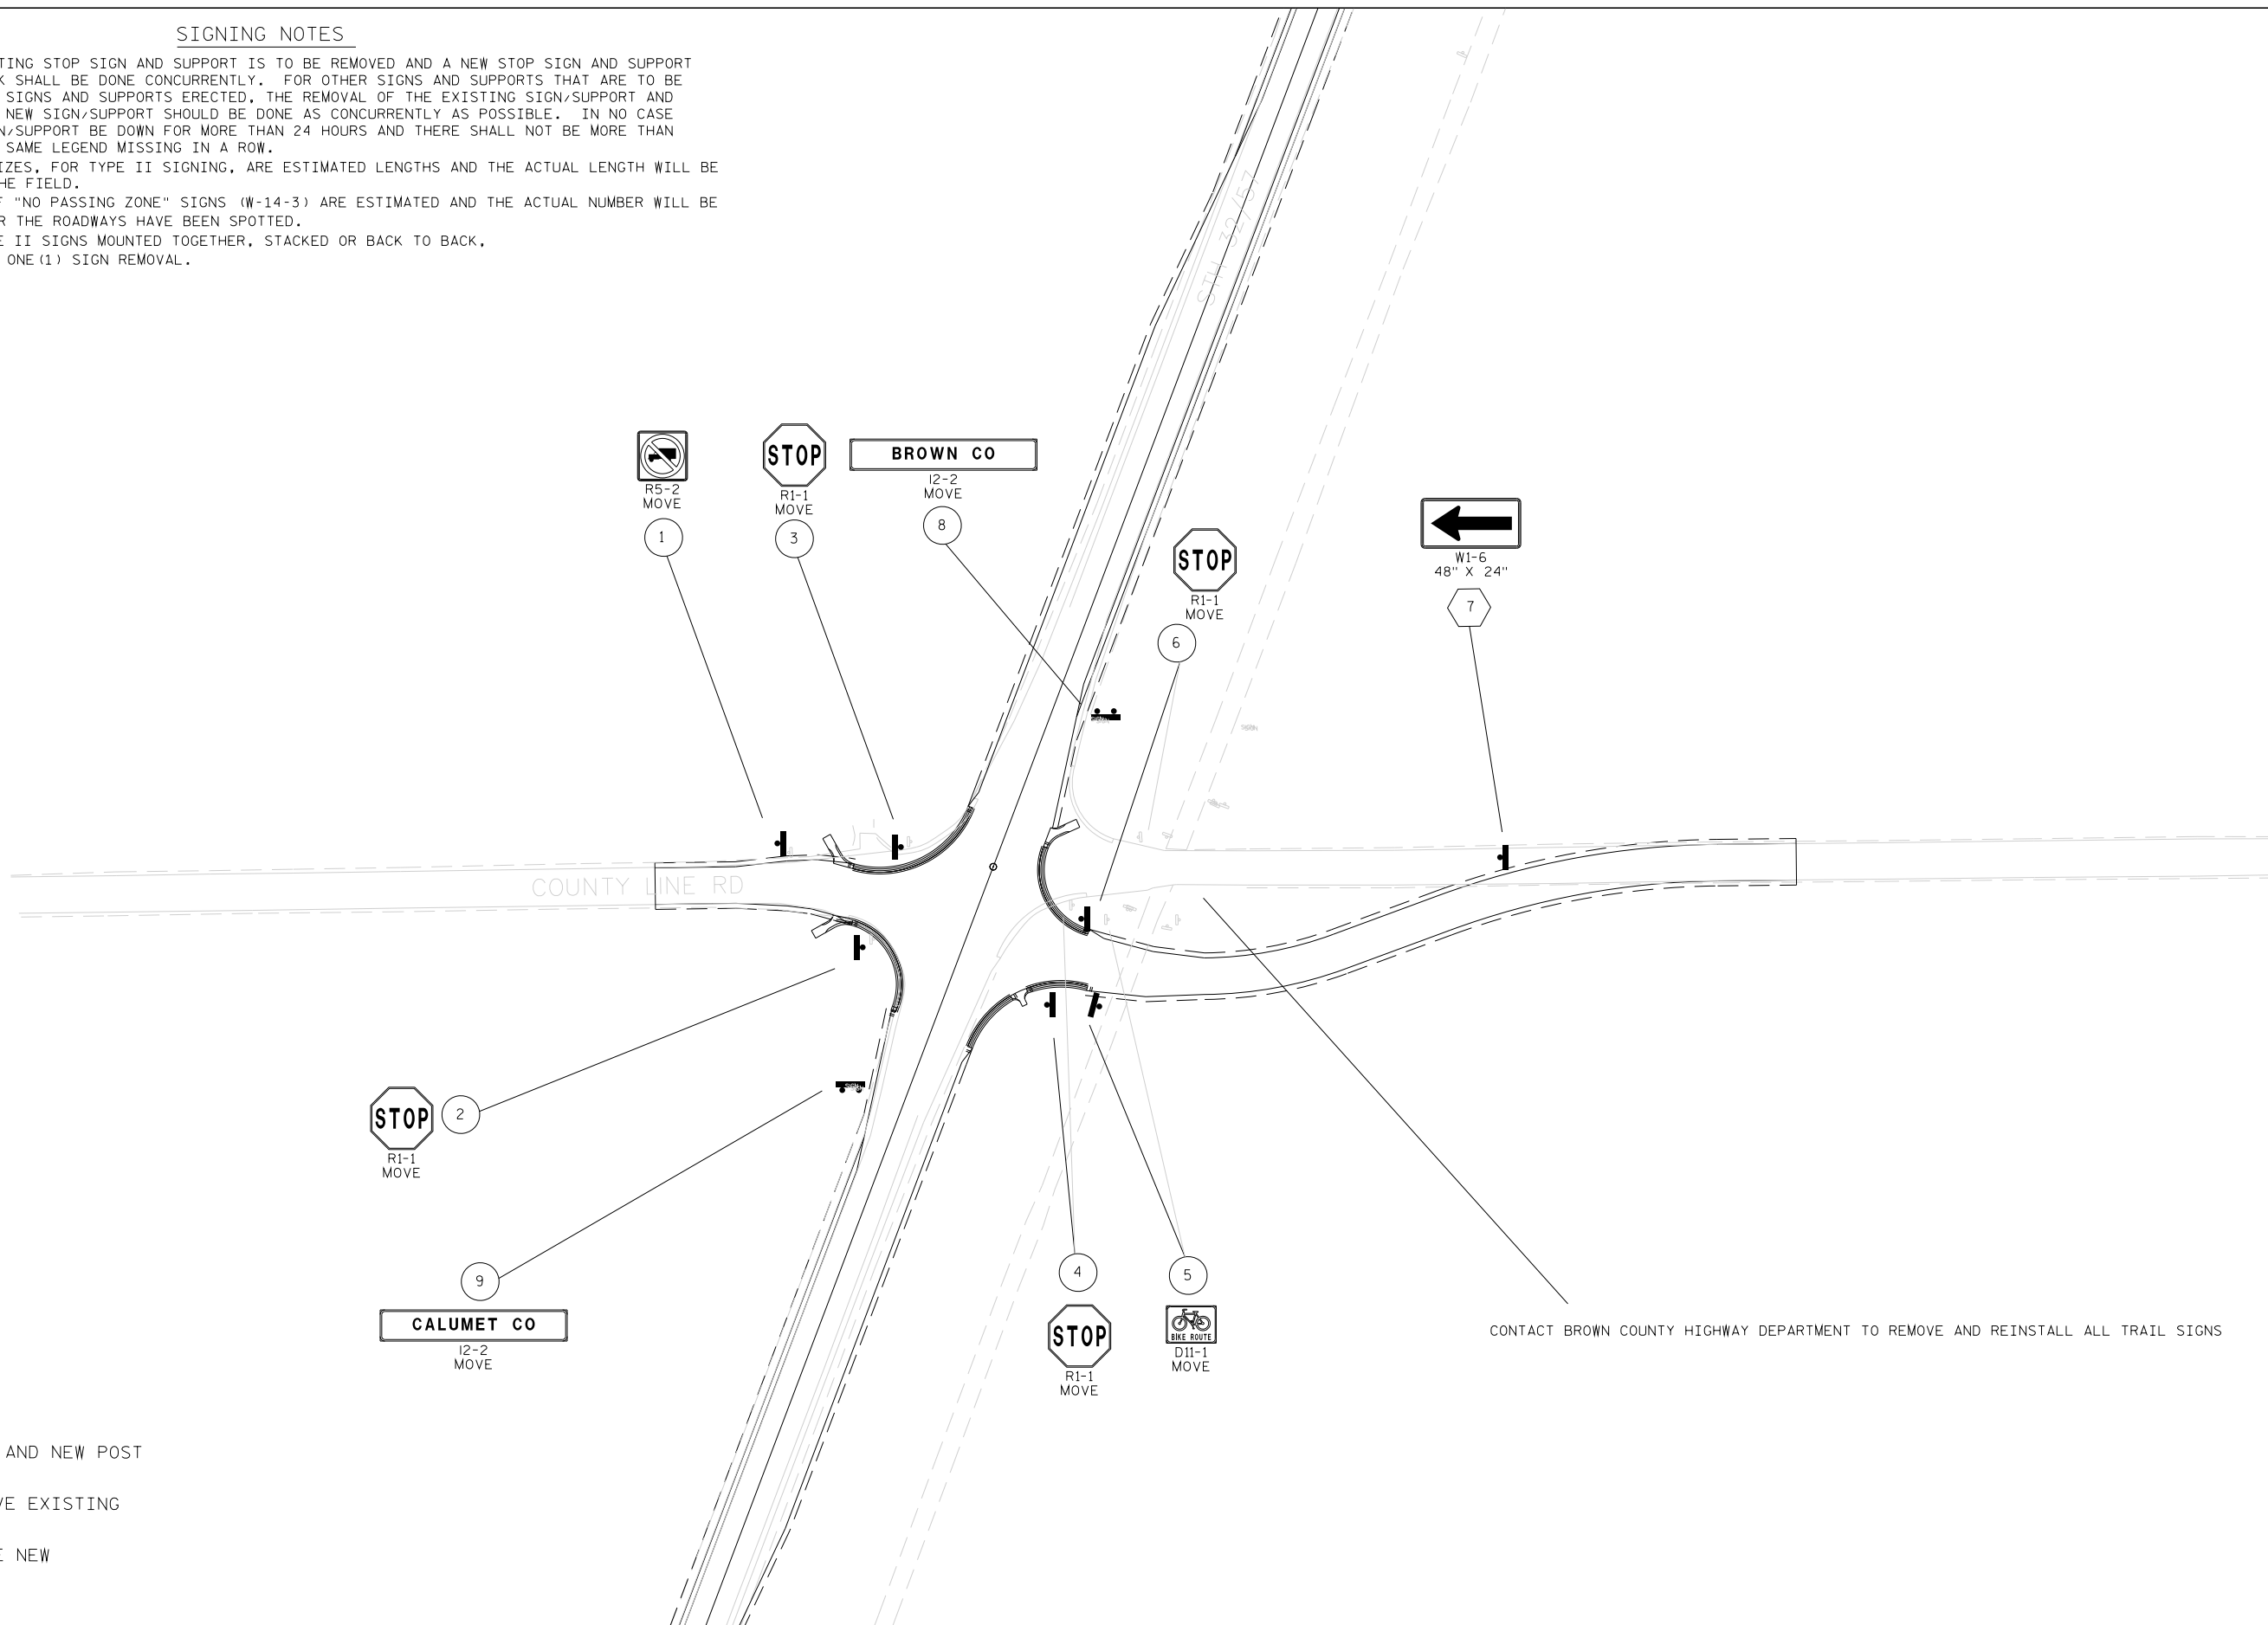 SIGNING NOTES
TING STOP SIGN AND SUPPORT IS TO BE REMOVED AND A NEW STOP SIGN AND SUPPORT
K SHALL BE DONE CONCURRENTLY. FOR OTHER SIGNS AND SUPPORTS THAT ARE TO BE
SIGNS AND SUPPORTS ERECTED, THE REMOVAL OF THE EXISTING SIGN/SUPPORT AND
NEW SIGN/SUPPORT SHOULD BE DONE AS CONCURRENTLY AS POSSIBLE. IN NO CASE
N/SUPPORT BE DOWN FOR MORE THAN 24 HOURS AND THERE SHALL NOT BE MORE THAN
SAME LEGEND MISSING IN A ROW.
IZES, FOR TYPE II SIGNING, ARE ESTIMATED LENGTHS AND THE ACTUAL LENGTH WILL BE
HE FIELD.
F "NO PASSING ZONE" SIGNS (W-14-3) ARE ESTIMATED AND THE ACTUAL NUMBER WILL BE
R THE ROADWAYS HAVE BEEN SPOTTED.
E II SIGNS MOUNTED TOGETHER, STACKED OR BACK TO BACK,
ONE(1) SIGN REMOVAL.
STH 32/57
R5-2
MOVE
1
STOP
R1-1
MOVE
3
BROWN CO
I2-2
MOVE
8
STOP
R1-1
MOVE
6
W1-6
48" X 24"
7
COUNTY LINE RD
STOP
R1-1
MOVE
2
9
CALUMET CO
I2-2
MOVE
4
STOP
R1-1
MOVE
5
BIKE ROUTE
D11-1
MOVE
CONTACT BROWN COUNTY HIGHWAY DEPARTMENT TO REMOVE AND REINSTALL ALL TRAIL SIGNS
AND NEW POST
VE EXISTING
E NEW